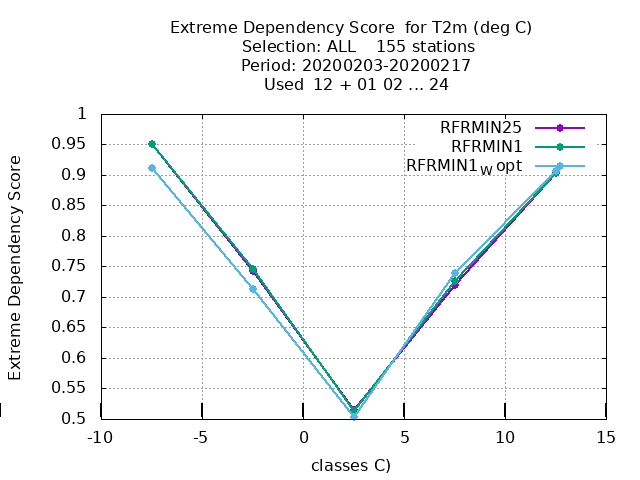 Extreme Dependency Score  for T2m (deg C)
Selection: ALL    155 stations
Period: 20200203-20200217
Used  12 + 01 02 ... 24
RFRMIN25
RFRMIN1
RFRMIN1W opt
Extreme Dependency Score
1
0.95
0.9
0.85
0.8
0.75
0.7
0.65
0.6
0.55
0.5
-10 -5 0 5 10 15
classes C)